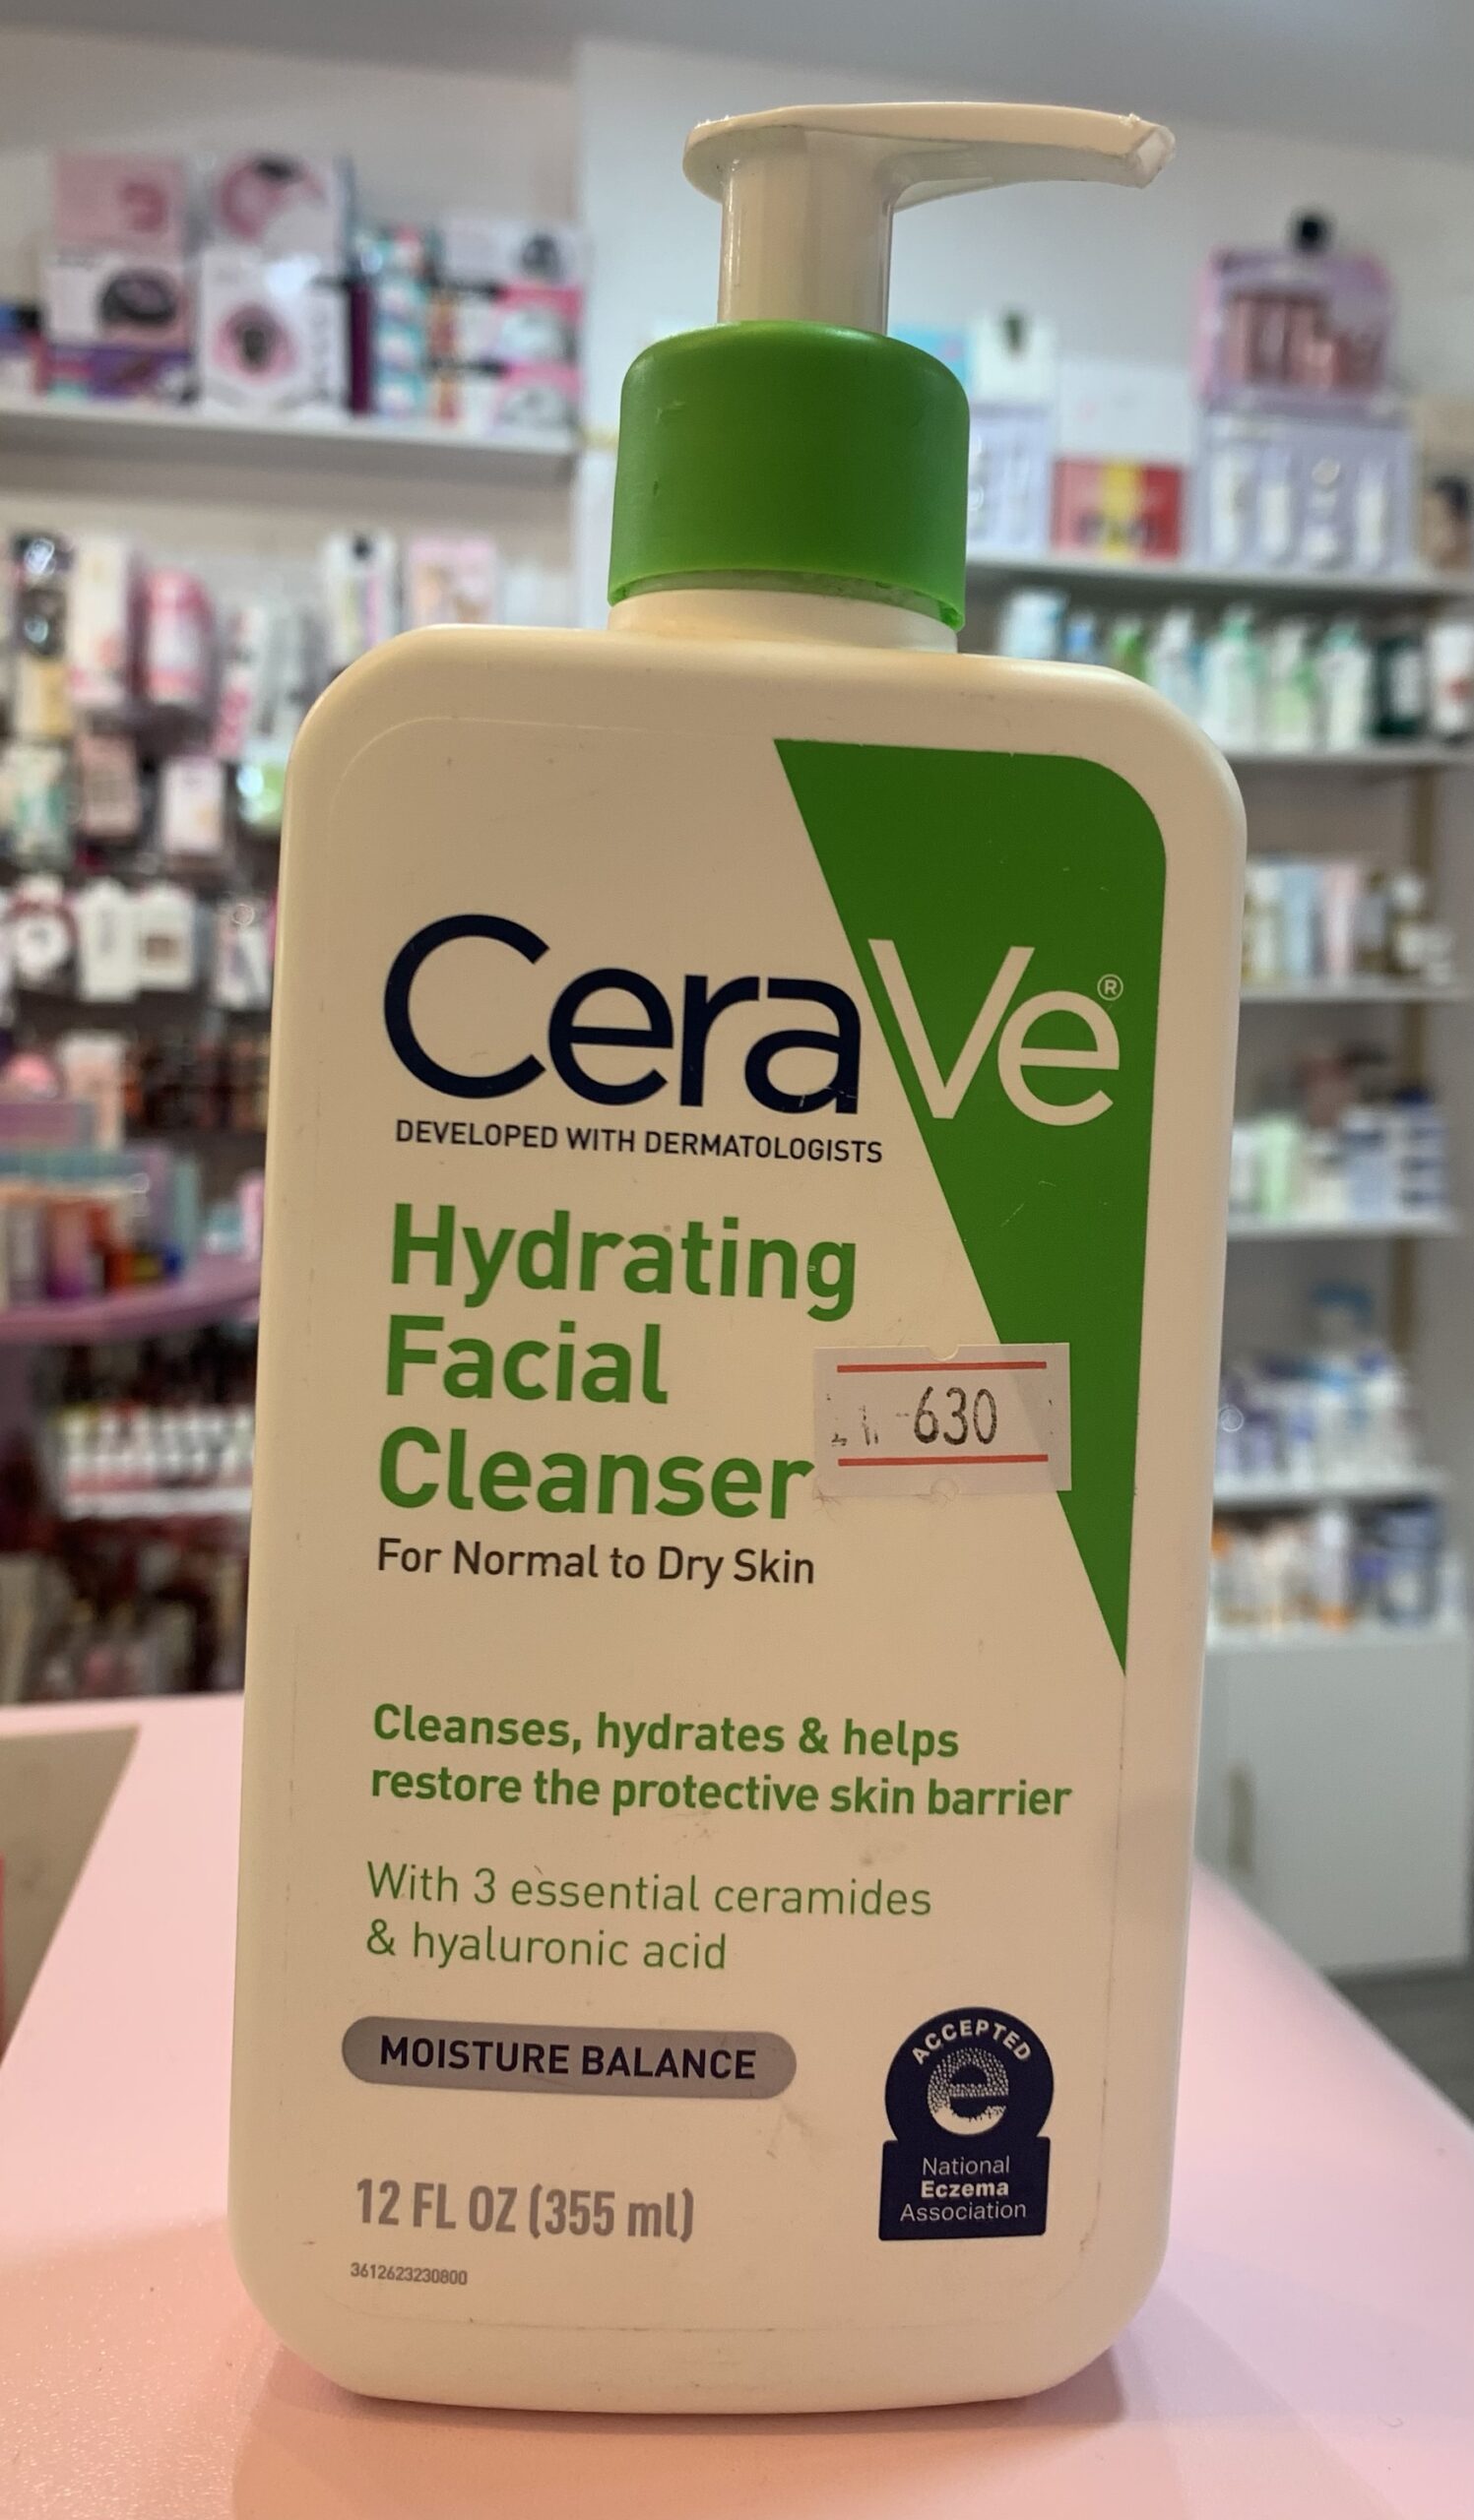 CeraVe®
DEVELOPED WITH DERMATOLOGISTS
Hydrating
Facial
Cleanser
630
For Normal to Dry Skin
Cleanses, hydrates & helps
restore the protective skin barrier
With 3 essential ceramides
& hyaluronic acid
MOISTURE BALANCE
ACCEPTED
e
National
Eczema
Association
12 FL OZ (355 ml)
3612623230800